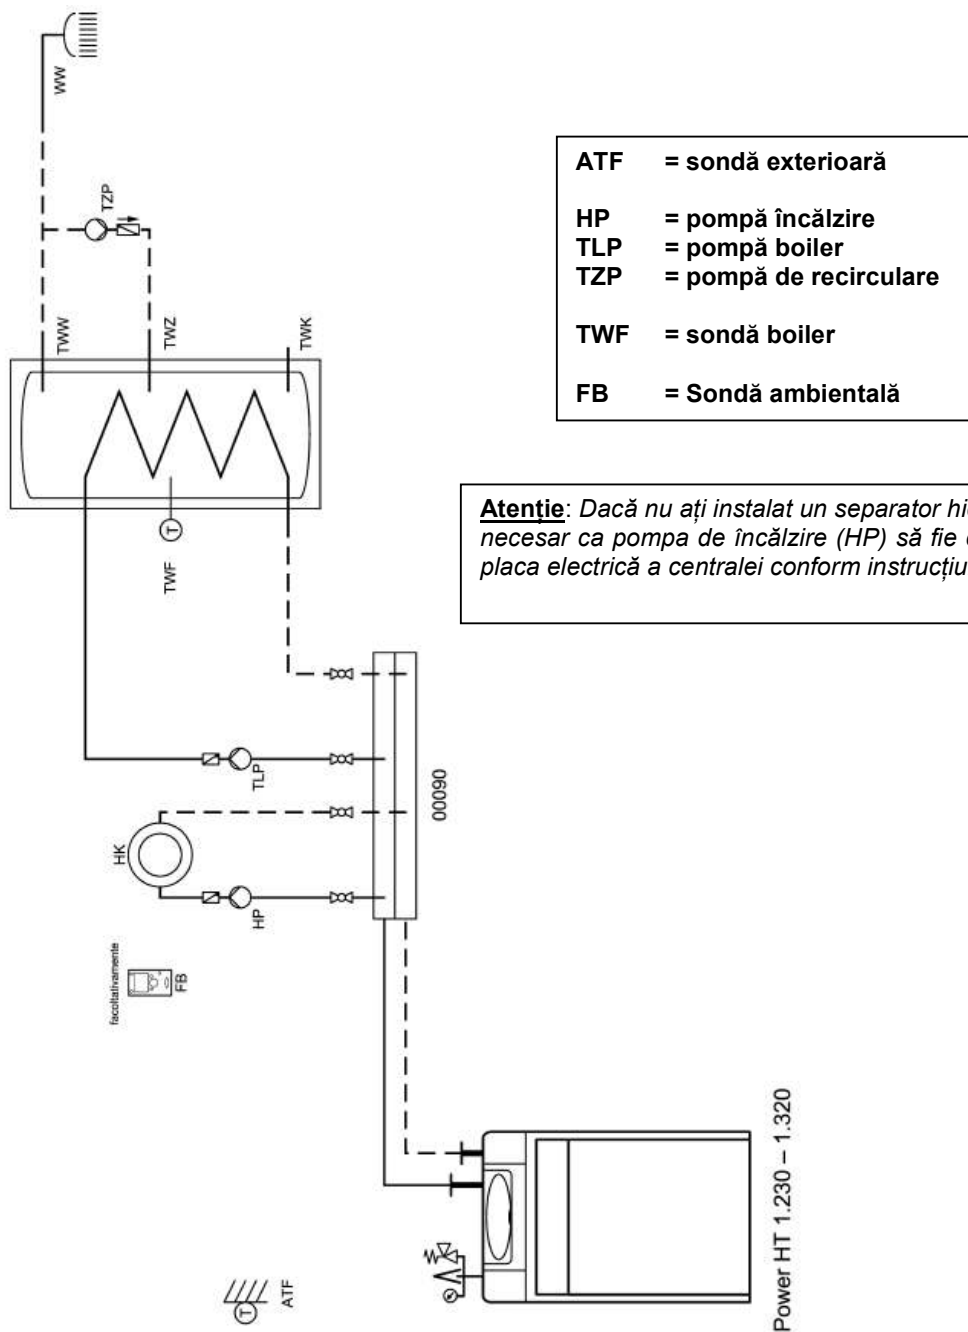 WW
TZP
TWW
TWZ
TWK
T
TWF
ATF = sondă exterioară
HP = pompă încălzire
TLP = pompă boiler
TZP = pompă de recirculare
TWF = sondă boiler
FB = Sondă ambientală
Atenție: Dacă nu ați instalat un separator
necesar ca pompa de încălzire (HP) să fie
placa electrică a centralei conform
TLP
00090
HK
HP
facoltativamente
FB
T
ATF
Power HT 1.230 – 1.320